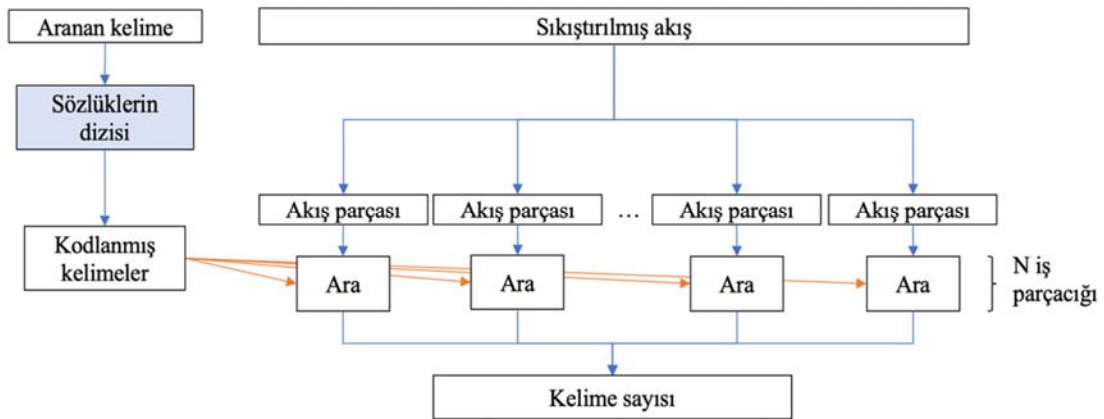 Aranan kelime
Sıkıştırılmış akış
Sözlüklerin
dizisi
Akış parçası
Akış parçası
...
Akış parçası
Akış parçası
Kodlanmış
kelimeler
Ara
Ara
Ara
Ara
N iş
parçacığı
Kelime sayısı